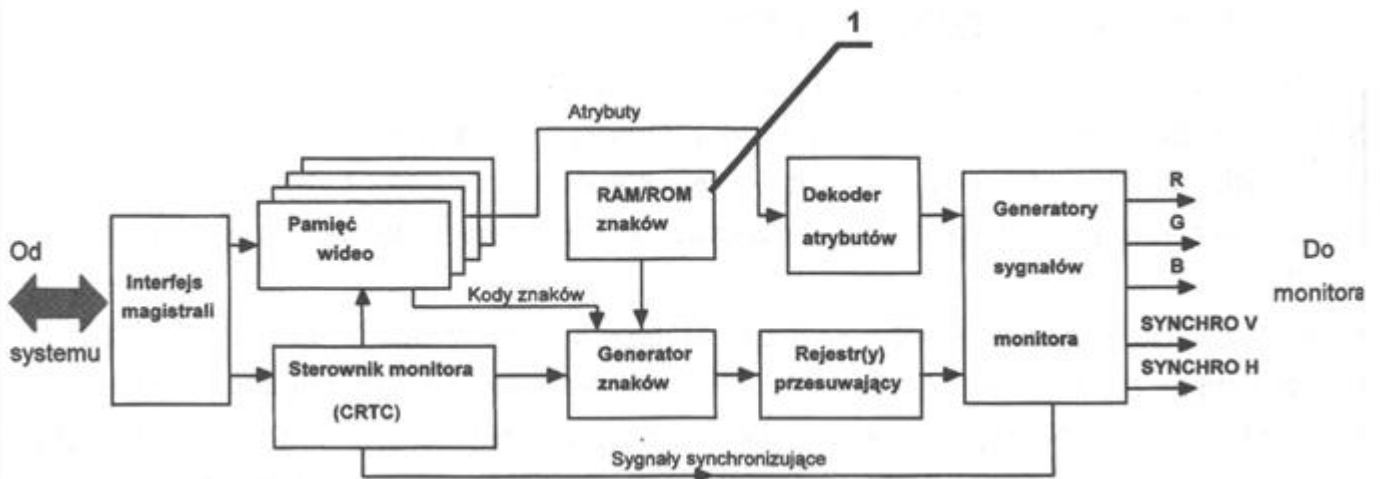 1
Atrybuty
RAM/ROM
znaków
Dekoder
atrybutów
Generatory
sygnałów
monitora
R
G
B
SYNCHRO V
SYNCHRO H
Do
monitora
Pamięć
wideo
Od
systemu
Interfejs
magistrali
Kody znaków
Sterownik monitora
(CRTC)
Generator
znaków
Rejestr(y)
przesuwający
Sygnały synchronizujące